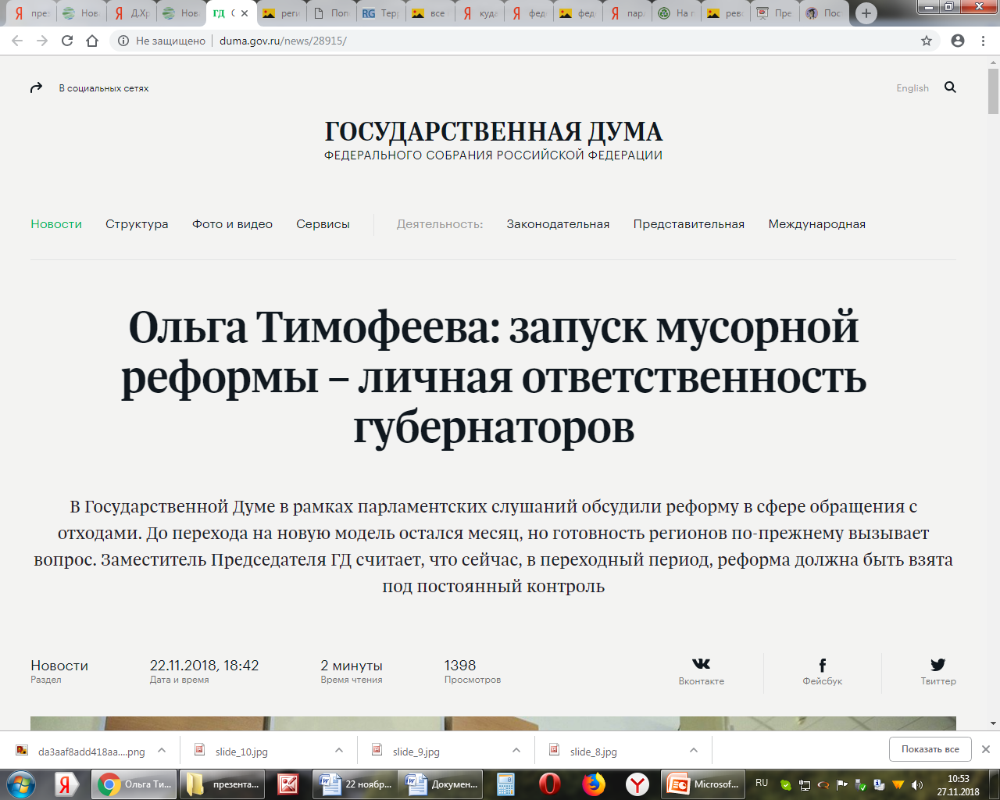 през
Нов
Д.Хр
Нов
ГД
С
реги
Поп
RG
Терр
все
куда
фед
фед
пар
На п
рев
Пре
Пос
Не защищено
duma.gov.ru/news/28915/
В социальных сетях
English
ГОСУДАРСТВЕННАЯ ДУМА
ФЕДЕРАЛЬНОГО СОБРАНИЯ РОССИЙСКОЙ ФЕДЕРАЦИИ
Новости Структура Фото и видео Сервисы Деятельность: Законодательная Представительная Международная
Ольга Тимофеева: запуск мусорной
реформы – личная ответственность
губернаторов
В Государственной Думе в рамках парламентских слушаний обсудили реформу в сфере обращения с
отходами. До перехода на новую модель остался месяц, но готовность регионов по-прежнему вызывает
вопрос. Заместитель Председателя ГД считает, что сейчас, в переходный период, реформа должна быть взята
под постоянный контроль
Новости 22.11.2018, 18:42 2 минуты 1398
Раздел Дата и время Время чтения Просмотров
Вконтакте Фейсбук Твиттер
da3aaf8add418aa....png
slide_10.jpg
slide_9.jpg
slide_8.jpg
Показать все
Ольга Ти...
презента...
22 ноябр...
Докумен...
Microsof...
RU
10:53
27.11.2018